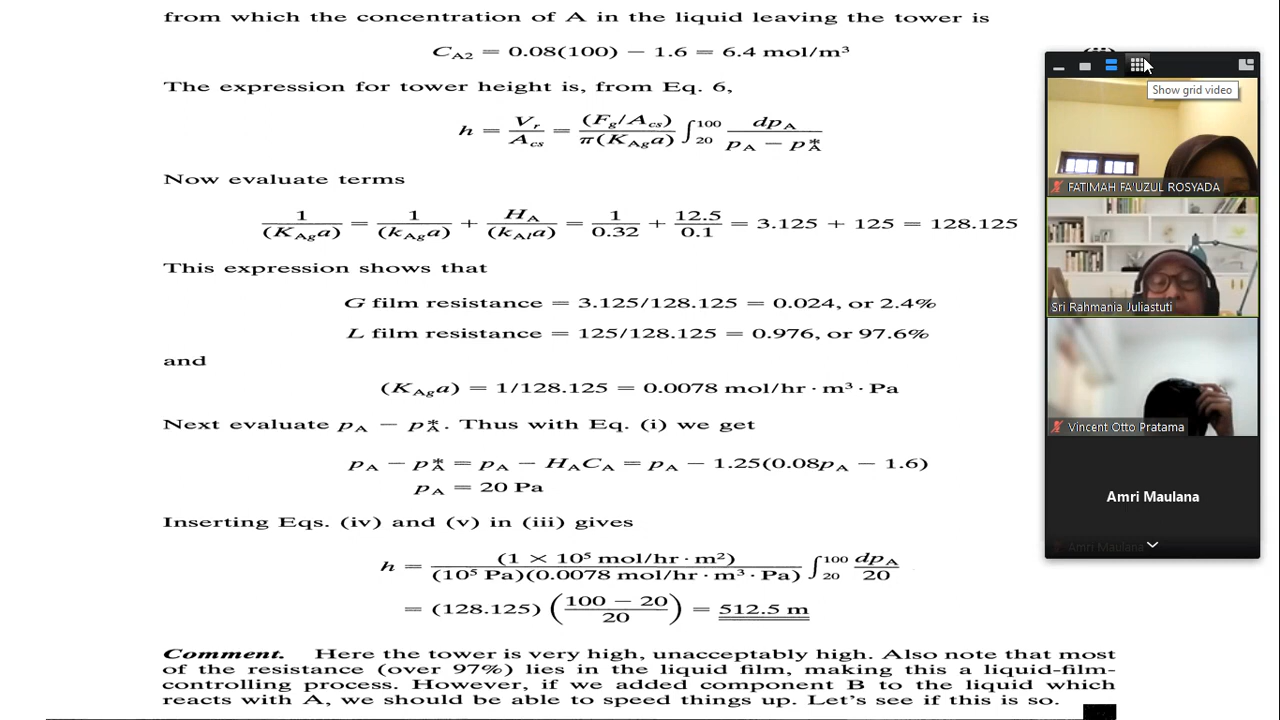 from which the concentration of A in the liquid leaving the tower is
C_A2 = 0.08(100) − 1.6 = 6.4 mol/m³
The expression for tower height is, from Eq. 6,
h = V_r/A_cs = (F_g/A_cs)/π(K_Ag a) ∫_20^100 dp_A/(p_A − p_A*)
Now evaluate terms
1/(K_Ag a) = 1/(k_Ag a) + H_A/(k_Al a) = 1/0.32 + 12.5/0.1 = 3.125 + 125 = 128.125
This expression shows that
G film resistance = 3.125/128.125 = 0.024, or 2.4%
L film resistance = 125/128.125 = 0.976, or 97.6%
and
(K_Ag a) = 1/128.125 = 0.0078 mol/hr · m³ · Pa
Next evaluate p_A − p_A*. Thus with Eq. (i) we get
p_A − p_A* = p_A − H_A C_A = p_A − 1.25(0.08p_A − 1.6)
p_A = 20 Pa
Inserting Eqs. (iv) and (v) in (iii) gives
h = (1 × 10⁵ mol/hr · m²)/(10⁵ Pa)(0.0078 mol/hr · m³ · Pa) ∫_20^100 dp_A/20
= (128.125) ((100 − 20)/20) = 512.5 m
Comment. Here the tower is very high, unacceptably high. Also note that most
of the resistance (over 97%) lies in the liquid film, making this a liquid-film-
controlling process. However, if we added component B to the liquid which
reacts with A, we should be able to speed things up. Let's see if this is so.
Show grid video
FATIMAH FA'UZUL ROSYADA
Sri Rahmania Juliastuti
Vincent Otto Pratama
Amri Maulana
Amri Maulana